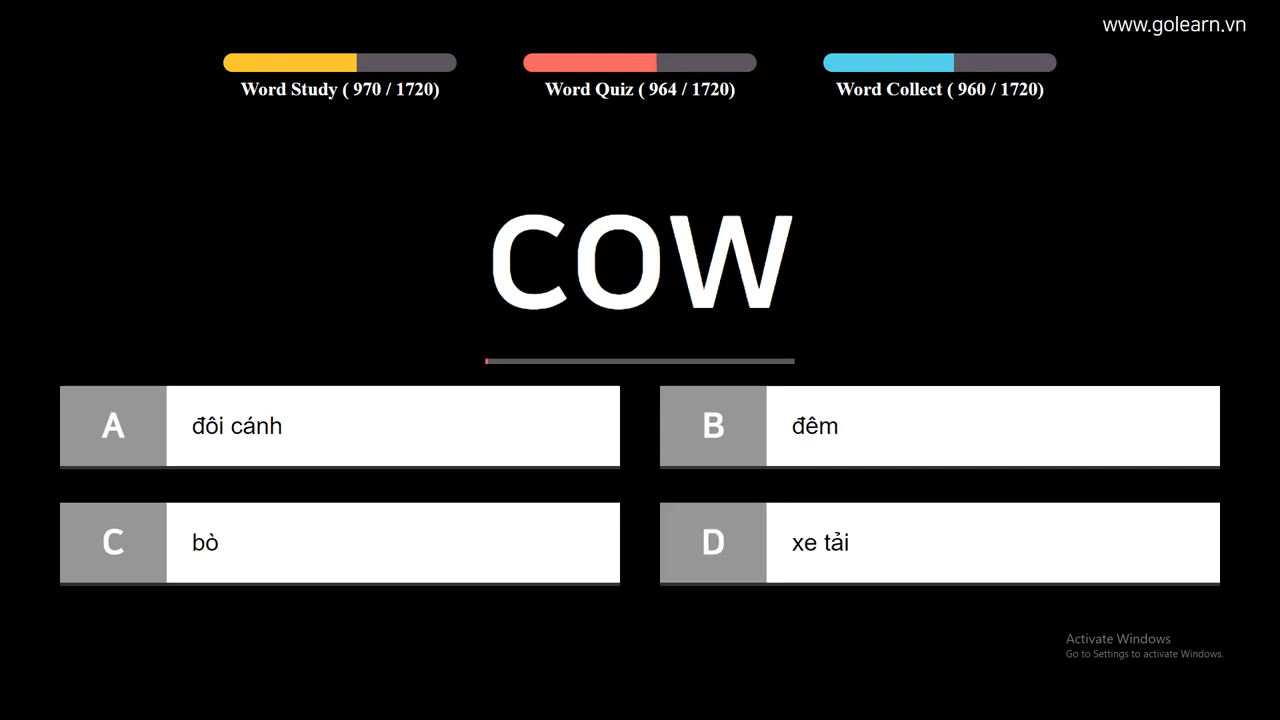 www.golearn.vn
Word Study ( 970 / 1720)
Word Quiz ( 964 / 1720)
Word Collect ( 960 / 1720)
COW
A đôi cánh
B đêm
C bò
D xe tải
Activate Windows
Go to Settings to activate Windows.